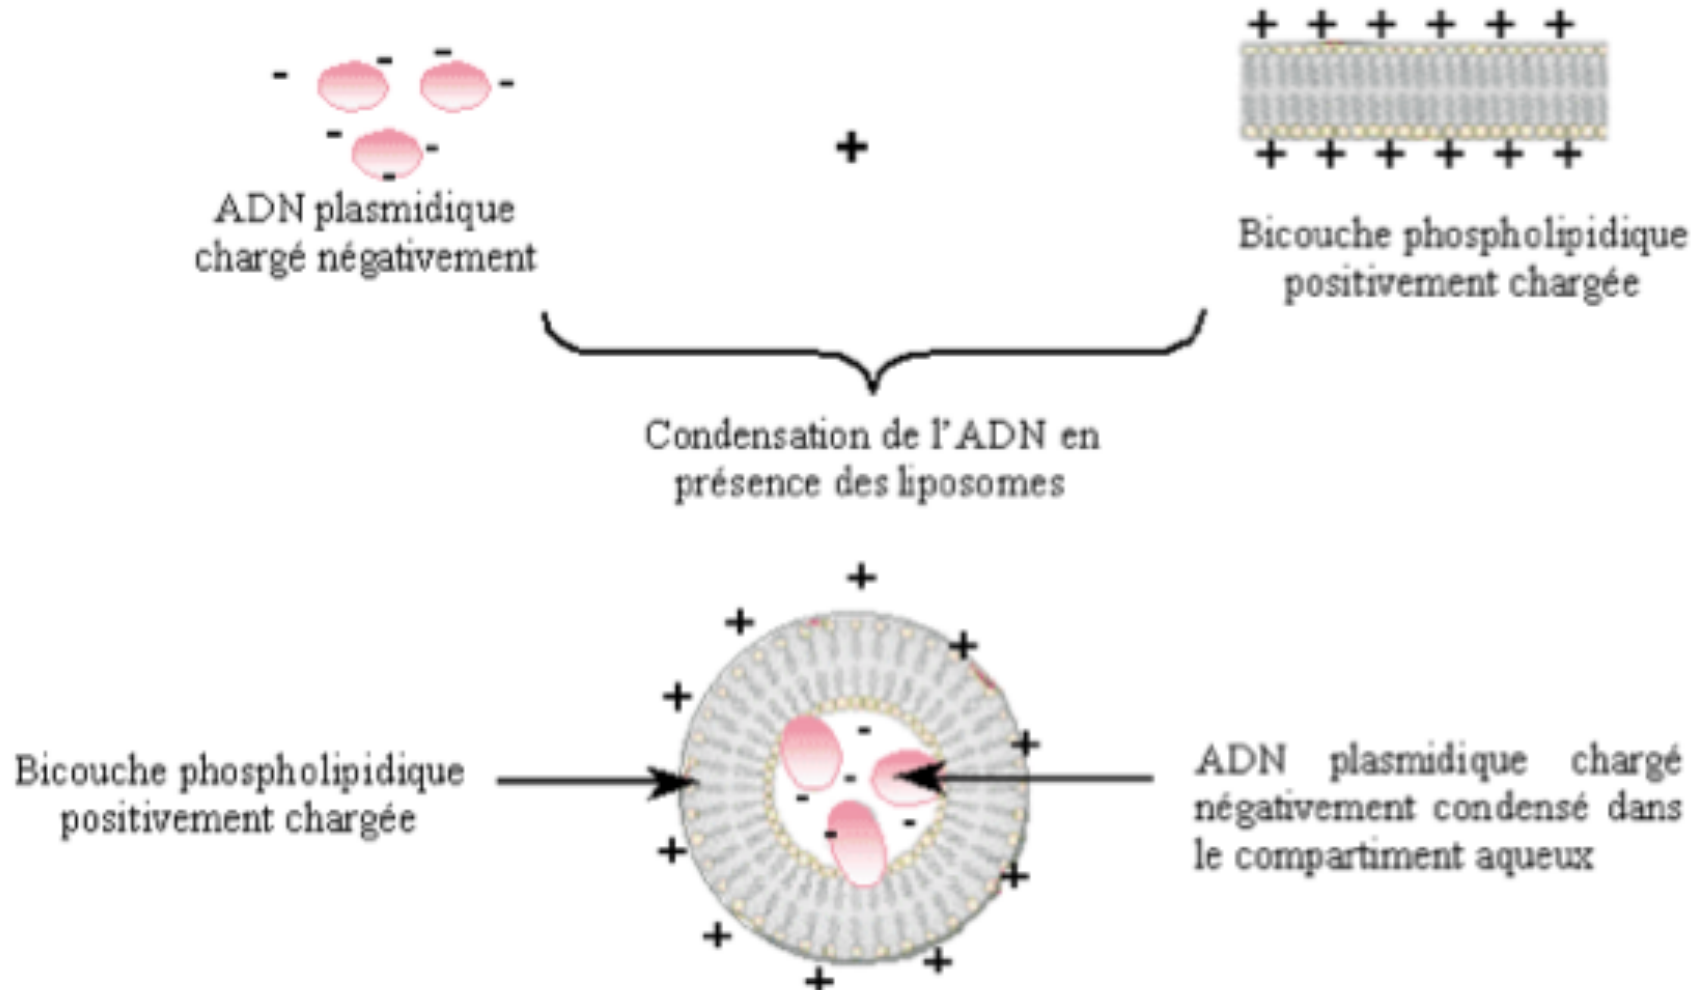 ADN plasmidique
chargé négativement
+
Bicouche phospholipidique
positivement chargée
Condensation de l'ADN en
présence des liposomes
Bicouche phospholipidique
positivement chargée
ADN plasmidique chargé
négativement condensé dans
le compartiment aqueux